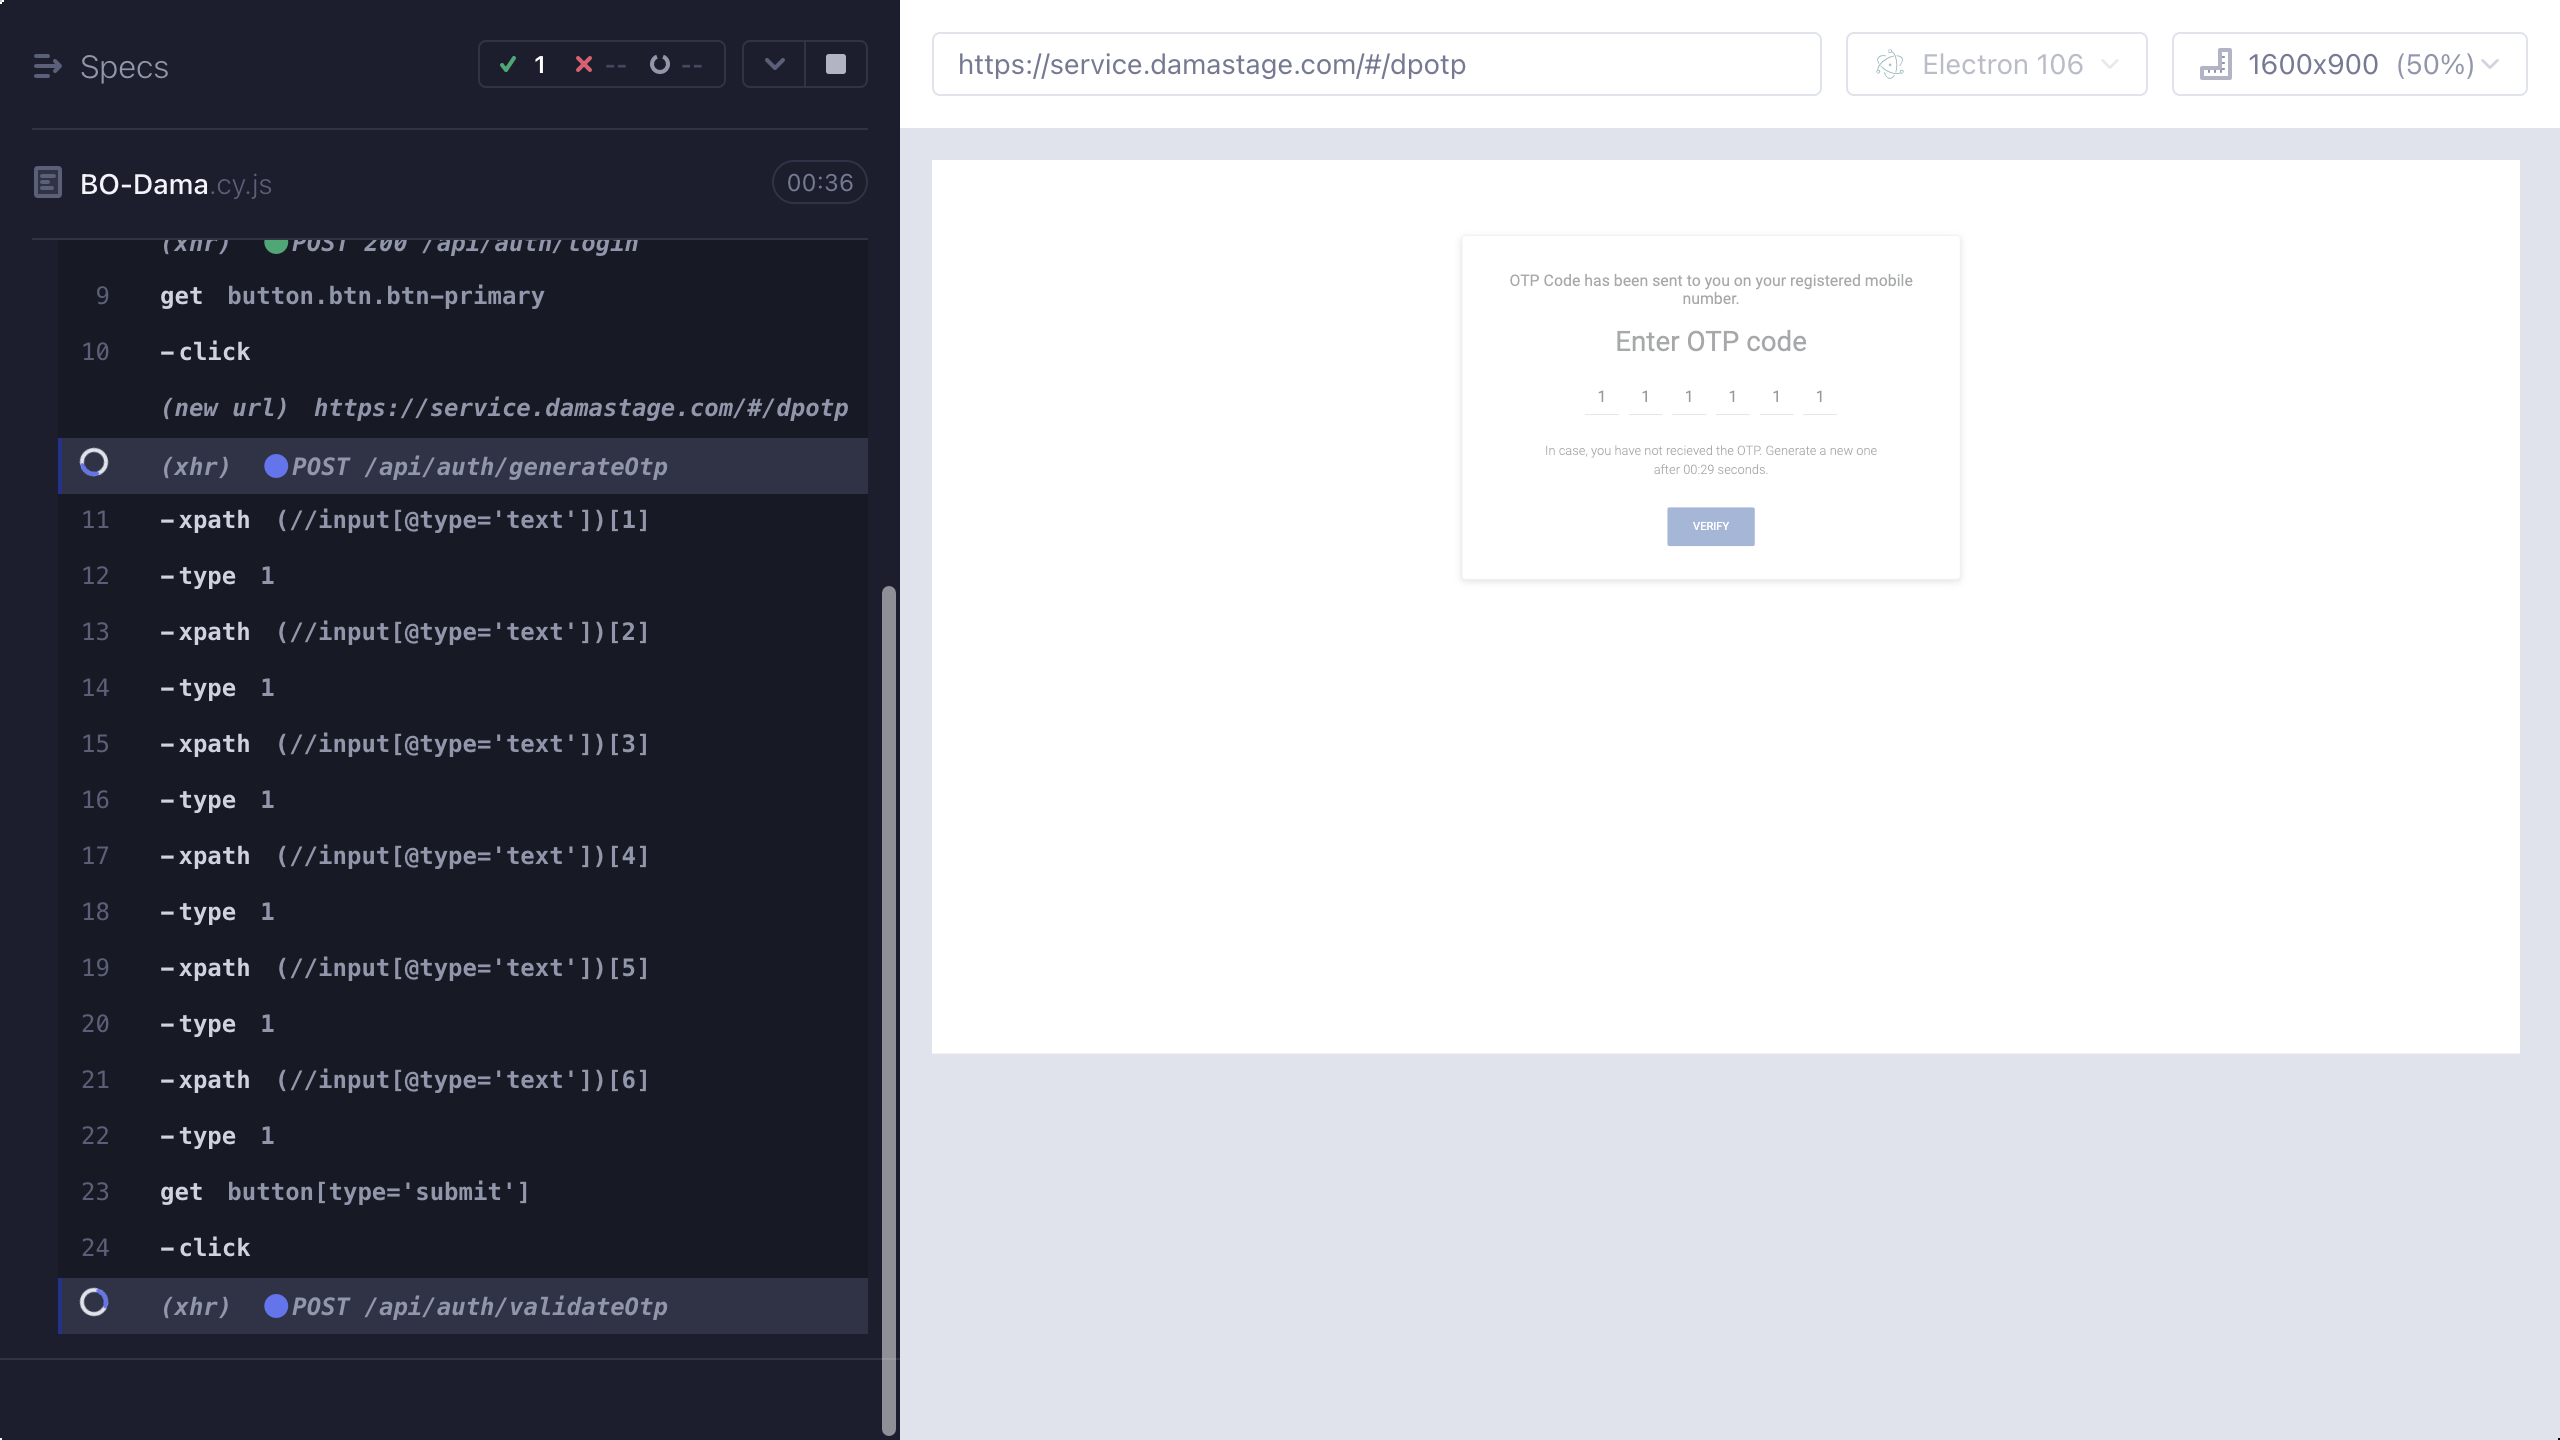 Specs
1 -- --
BO-Dama.cy.js 00:36
(xhr) POST 200 /api/auth/login
9 get button.btn.btn-primary
10 -click
(new url) https://service.damastage.com/#/dpotp
(xhr) POST /api/auth/generateOtp
11 -xpath (//input[@type='text'])[1]
12 -type 1
13 -xpath (//input[@type='text'])[2]
14 -type 1
15 -xpath (//input[@type='text'])[3]
16 -type 1
17 -xpath (//input[@type='text'])[4]
18 -type 1
19 -xpath (//input[@type='text'])[5]
20 -type 1
21 -xpath (//input[@type='text'])[6]
22 -type 1
23 get button[type='submit']
24 -click
(xhr) POST /api/auth/validateOtp
https://service.damastage.com/#/dpotp
Electron 106
1600x900 (50%)
OTP Code has been sent to you on your registered mobile
number.
Enter OTP code
1 1 1 1 1 1
In case, you have not recieved the OTP. Generate a new one
after 00:29 seconds.
VERIFY